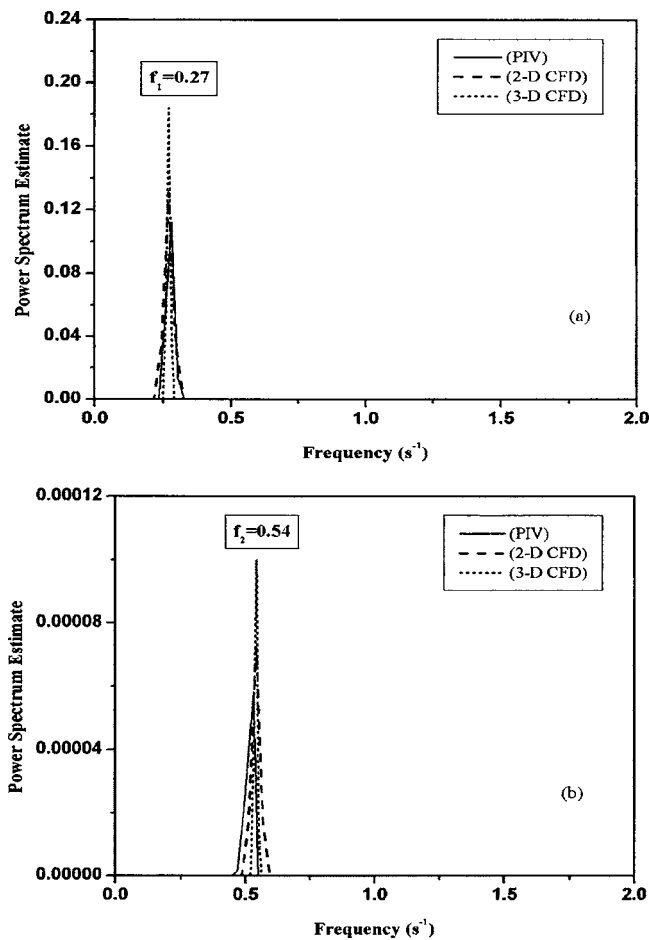 0.24
0.20
0.16
0.12
0.08
0.04
0.00
Power Spectrum Estimate
f₁=0.27
(PIV)
(2-D CFD)
(3-D CFD)
(a)
0.0 0.5 1.0 1.5 2.0
Frequency (s⁻¹)
0.00012
0.00008
0.00004
0.00000
Power Spectrum Estimate
f₂=0.54
(PIV)
(2-D CFD)
(3-D CFD)
(b)
0.0 0.5 1.0 1.5 2.0
Frequency (s⁻¹)